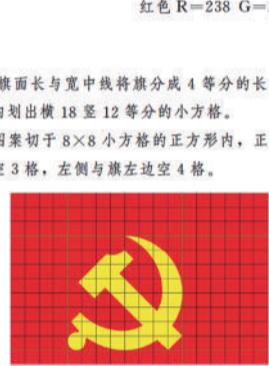 红色 R=238 G=
旗面长与宽中线将旗分成 4 等分的长
划出横 18 竖 12 等分的小方格。
图案切于 8×8 小方格的正方形内，正
空 3 格，左侧与旗左边空 4 格。